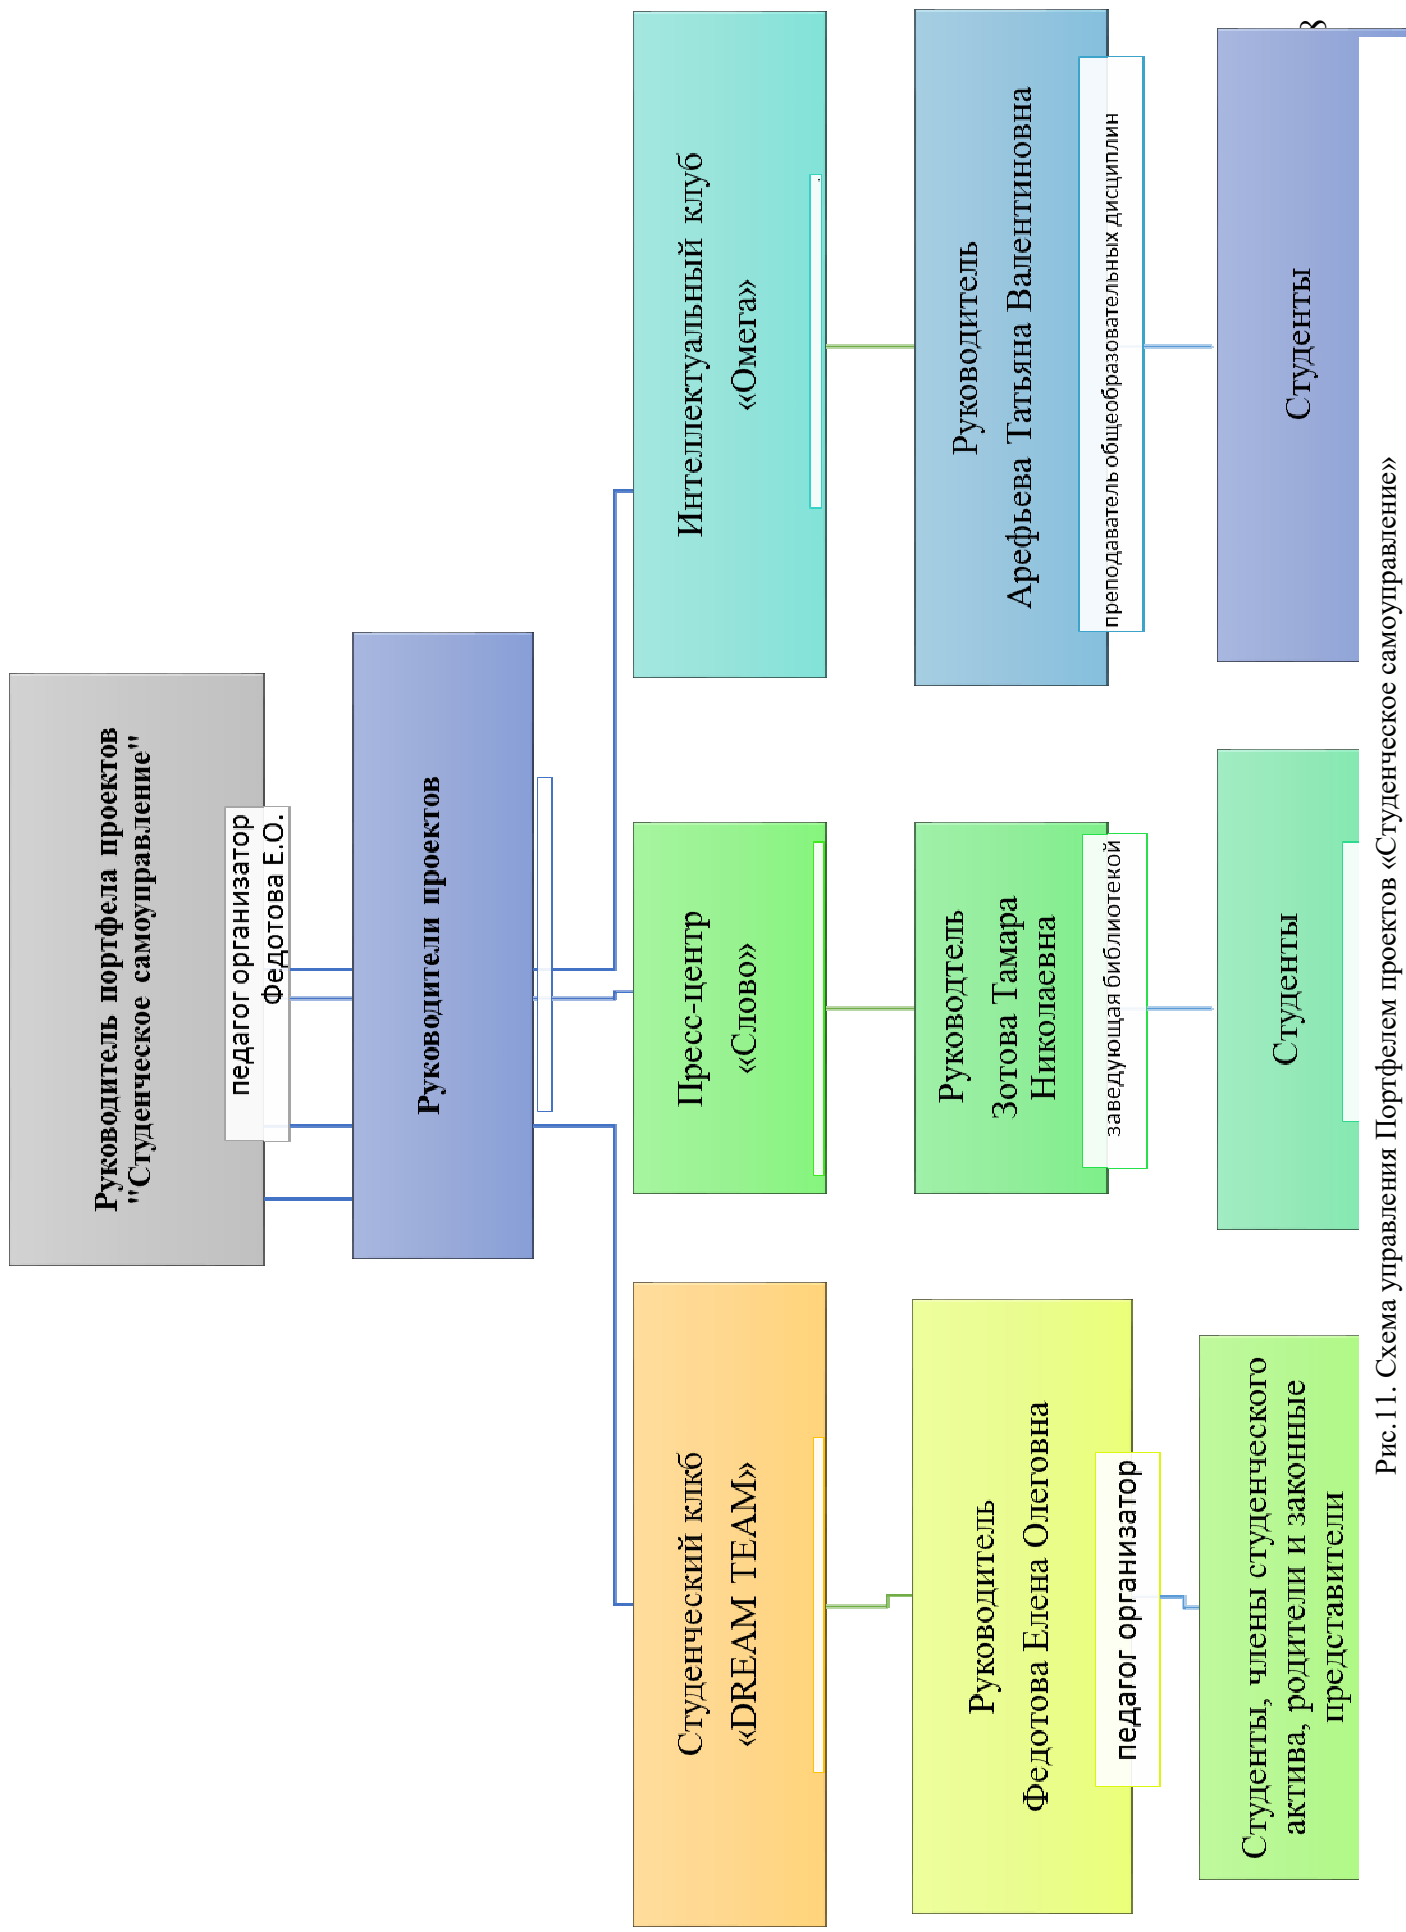 Руководитель портфела проектов
"Студенческое самоуправление"
педагог организатор
Федотова Е.О.
Руководители проектов
Студенческий клкб
«DREAM TEAM»
Пресс-центр
«Слово»
Интеллектуальный клуб
«Омега»
Руководитель
Федотова Елена Олеговна
педагог организатор
Руководтель
Зотова Тамара
Николаевна
заведующая библиотекой
Руководитель
Арефьева Татьяна Валентиновна
преподаватель общеобразовательных дисциплин
Студенты, члены студенческого
актива, родители и законные
представители
Студенты
Студенты
Рис.11. Схема управления Портфелем проектов «Студенческое самоуправление»